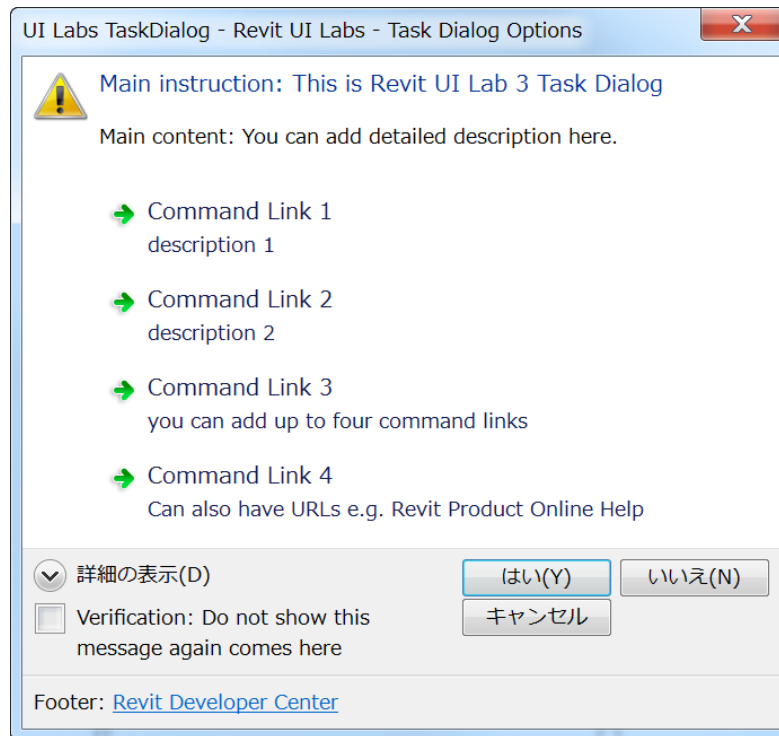 UI Labs TaskDialog - Revit UI Labs - Task Dialog Options
Main instruction: This is Revit UI Lab 3 Task Dialog
Main content: You can add detailed description here.
Command Link 1
description 1
Command Link 2
description 2
Command Link 3
you can add up to four command links
Command Link 4
Can also have URLs e.g. Revit Product Online Help
詳細の表示(D)
はい(Y)
いいえ(N)
キャンセル
Verification: Do not show this
message again comes here
Footer: Revit Developer Center